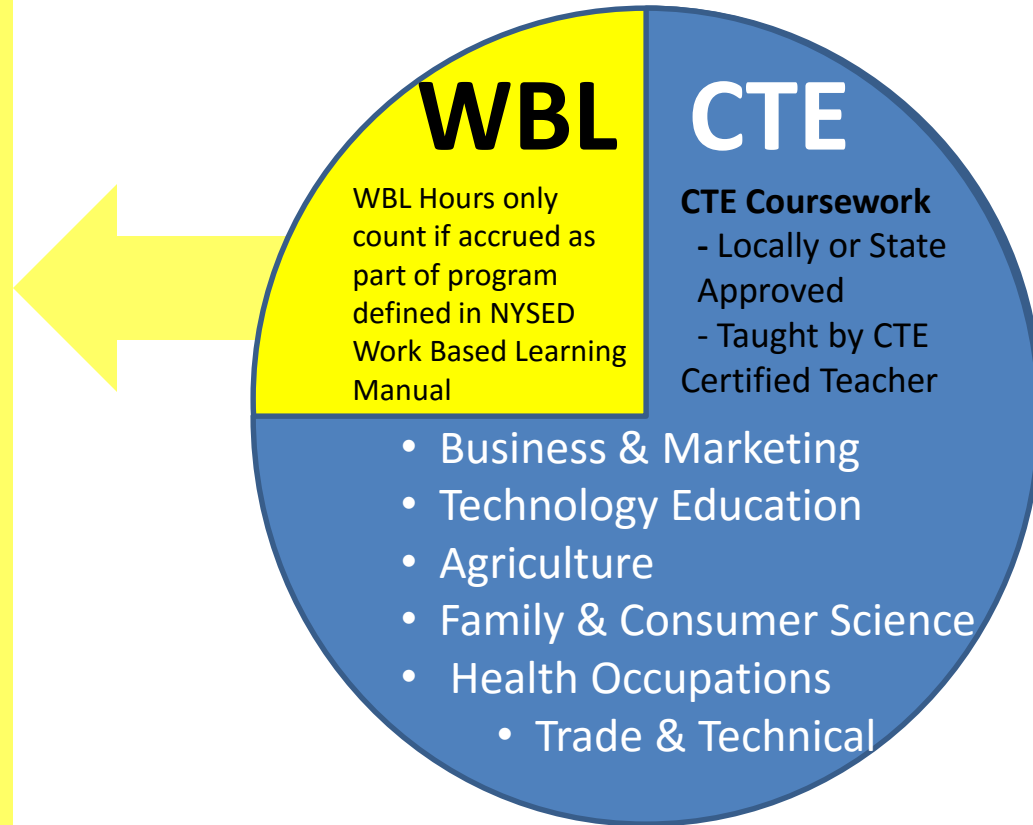 WBL
WBL Hours only
count if accrued as
part of program
defined in NYSED
Work Based Learning
Manual
CTE
CTE Coursework
- Locally or State
Approved
- Taught by CTE
Certified Teacher
• Business & Marketing
• Technology Education
• Agriculture
• Family & Consumer Science
• Health Occupations
• Trade & Technical